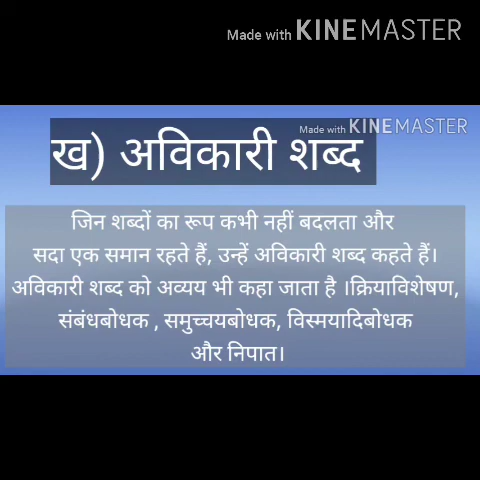 Made with KINEMASTER
Made with KINEMASTER
ख) अविकारी शब्द
जिन शब्दों का रूप कभी नहीं बदलता और
सदा एक समान रहते हैं, उन्हें अविकारी शब्द कहते हैं।
अविकारी शब्द को अव्यय भी कहा जाता है ।क्रियाविशेषण,
संबंधबोधक , समुच्चयबोधक, विस्मयादिबोधक
और निपात।